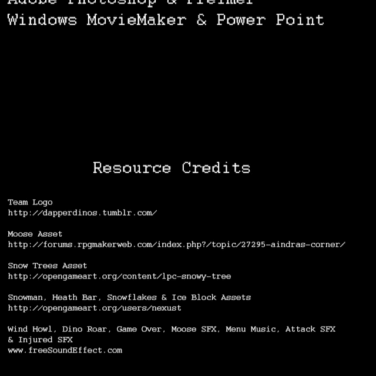 Adobe Photoshop & Premier
Windows MovieMaker & Power Point
Resource Credits
Team Logo
http://dapperdinos.tumblr.com/
Moose Asset
http://forums.rpgmakerweb.com/index.php?/topic/27295-aindras-corner/
Snow Trees Asset
http://opengameart.org/content/lpc-snowy-tree
Snowman, Heath Bar, Snowflakes & Ice Block Assets
http://opengameart.org/users/nexust
Wind Howl, Dino Roar, Game Over, Moose SFX, Menu Music, Attack SFX
& Injured SFX
www.freeSoundEffect.com